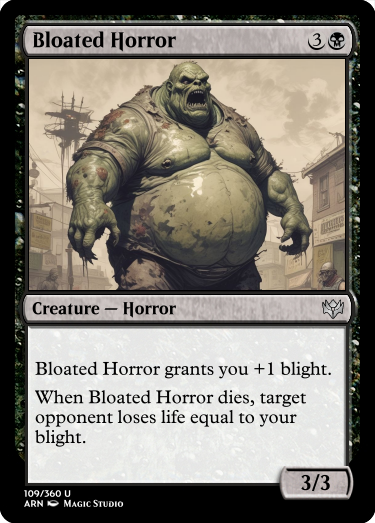 Bloated Horror 3
Creature — Horror
Bloated Horror grants you +1 blight.
When Bloated Horror dies, target
opponent loses life equal to your
blight.
3/3
109/360 U
ARN Magic Studio